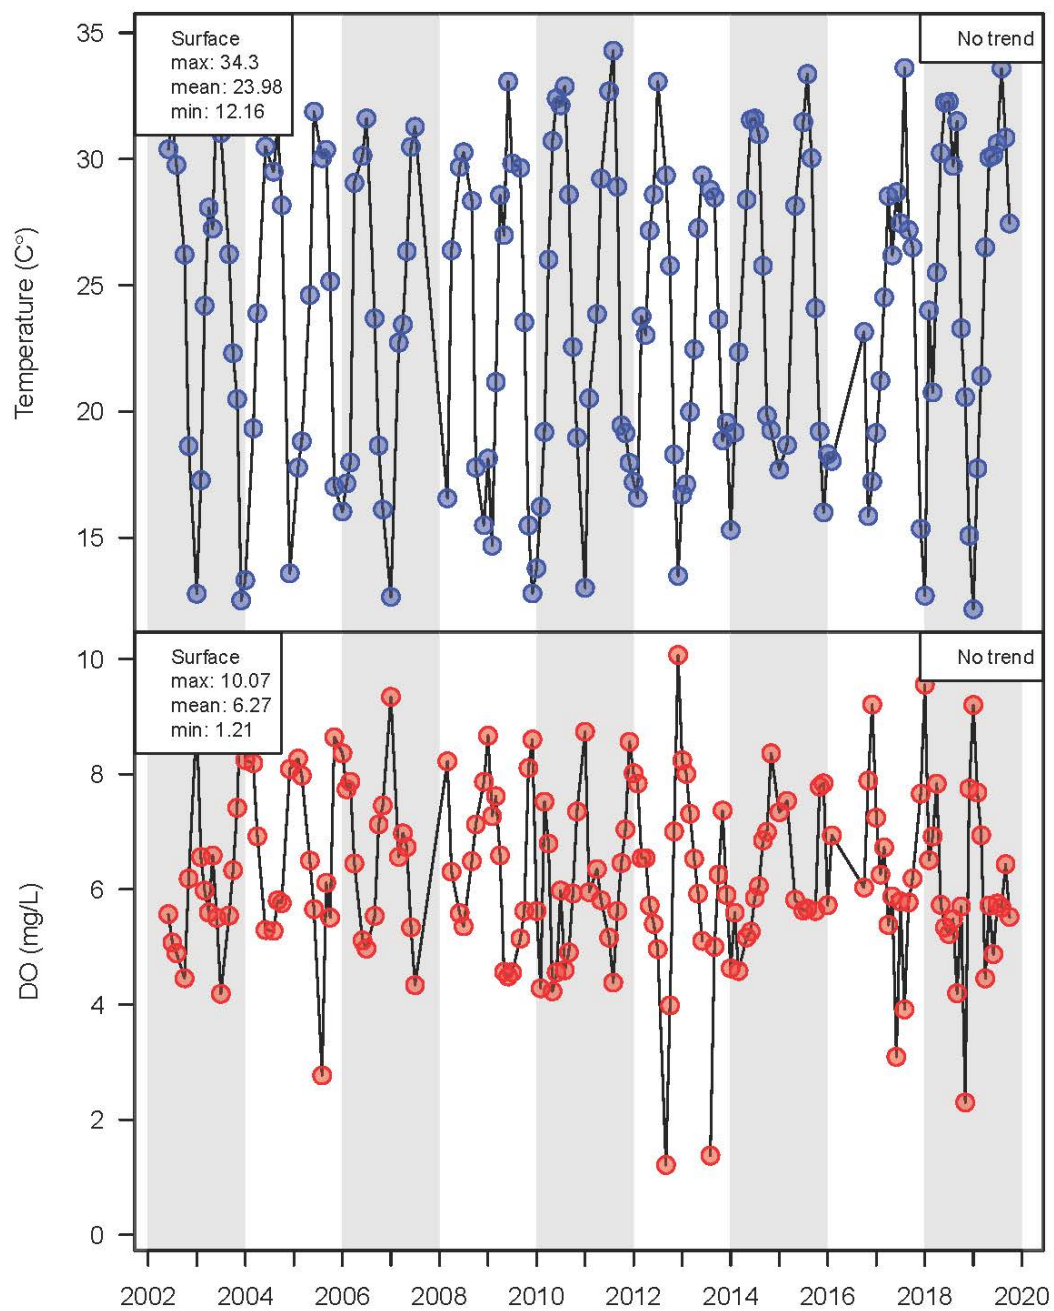 35
30
25
20
15
Temperature (C°)
Surface
max: 34.3
mean: 23.98
min: 12.16
No trend
10
8
6
4
2
0
DO (mg/L)
Surface
max: 10.07
mean: 6.27
min: 1.21
No trend
2002 2004 2006 2008 2010 2012 2014 2016 2018 2020